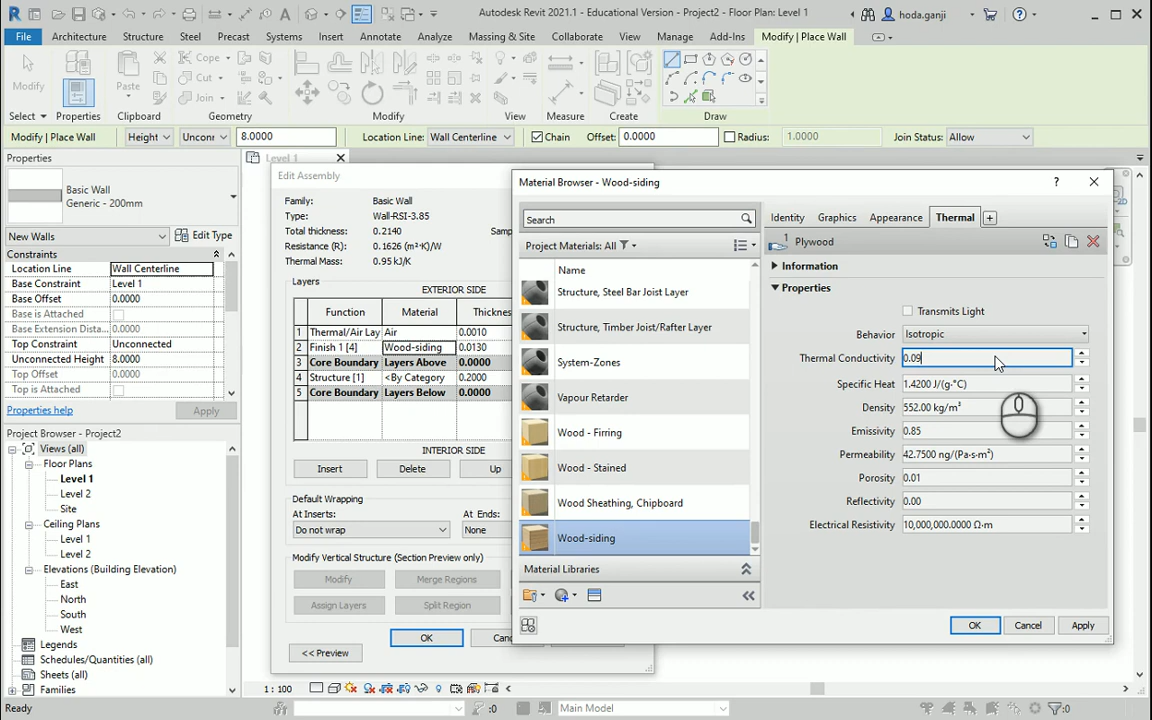 Autodesk Revit 2021.1 - Educational Version - Project2 - Floor Plan: Level 1
hoda.ganji
File Architecture Structure Steel Precast Systems Insert Annotate Analyze Massing & Site Collaborate View Manage Add-Ins Modify | Place Wall
Modify
Paste
Cope
Cut
Join
Select Properties Clipboard Geometry Modify View Measure Create Draw
Modify | Place Wall Height Unconr 8.0000 Location Line: Wall Centerline Chain Offset: 0.0000 Radius: 1.0000 Join Status: Allow
Properties
Basic Wall
Generic - 200mm
New Walls Edit Type
Constraints
Location Line Wall Centerline
Base Constraint Level 1
Base Offset 0.0000
Base is Attached
Base Extension Dista...
Top Constraint Unconnected
Unconnected Height 8.0000
Top Offset 0.0000
Top is Attached
Properties help Apply
Project Browser - Project2
Views (all)
Floor Plans
Level 1
Level 2
Site
Ceiling Plans
Level 1
Level 2
Elevations (Building Elevation)
East
North
South
West
Legends
Schedules/Quantities (all)
Sheets (all)
Families
Level 1
Edit Assembly
Family: Basic Wall
Type: Wall-RSI-3.85
Total thickness: 0.2140 Samp
Resistance (R): 0.1626 (m²·K)/W
Thermal Mass: 0.95 kJ/K
Layers
EXTERIOR SIDE
Function Material Thickness
1 Thermal/Air Lay Air 0.0010
2 Finish 1 [4] Wood-siding 0.0130
3 Core Boundary Layers Above 0.0000
4 Structure [1] <By Category 0.2000
5 Core Boundary Layers Below 0.0000
INTERIOR SIDE
Insert Delete Up
Default Wrapping
At Inserts: At Ends:
Do not wrap None
Modify Vertical Structure (Section Preview only)
Modify Merge Regions
Assign Layers Split Region
OK Canc
<< Preview
Material Browser - Wood-siding
?
Search
Project Materials: All
Name
Structure, Steel Bar Joist Layer
Structure, Timber Joist/Rafter Layer
System-Zones
Vapour Retarder
Wood - Firring
Wood - Stained
Wood Sheathing, Chipboard
Wood-siding
Material Libraries
Identity Graphics Appearance Thermal
1
Plywood
Information
Properties
Transmits Light
Behavior Isotropic
Thermal Conductivity 0.09
Specific Heat 1.4200 J/(g·°C)
Density 552.00 kg/m³
Emissivity 0.85
Permeability 42.7500 ng/(Pa·s·m²)
Porosity 0.01
Reflectivity 0.00
Electrical Resistivity 10,000,000.0000 Ω·m
OK Cancel Apply
1 : 100
Ready :0 Main Model :0